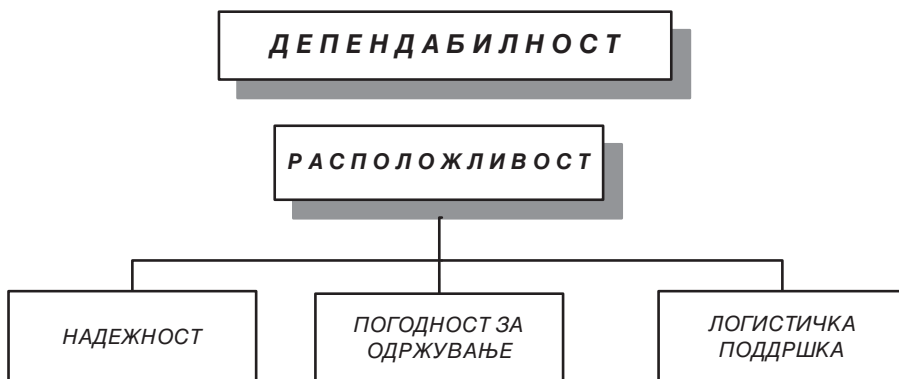 ДЕПЕНДАБИЛНОСТ
РАСПОЛОЖЛИВОСТ
НАДЕЖНОСТ
ПОГОДНОСТ ЗА
ОДРЖУВАЊЕ
ЛОГИСТИЧКА
ПОДДРШКА